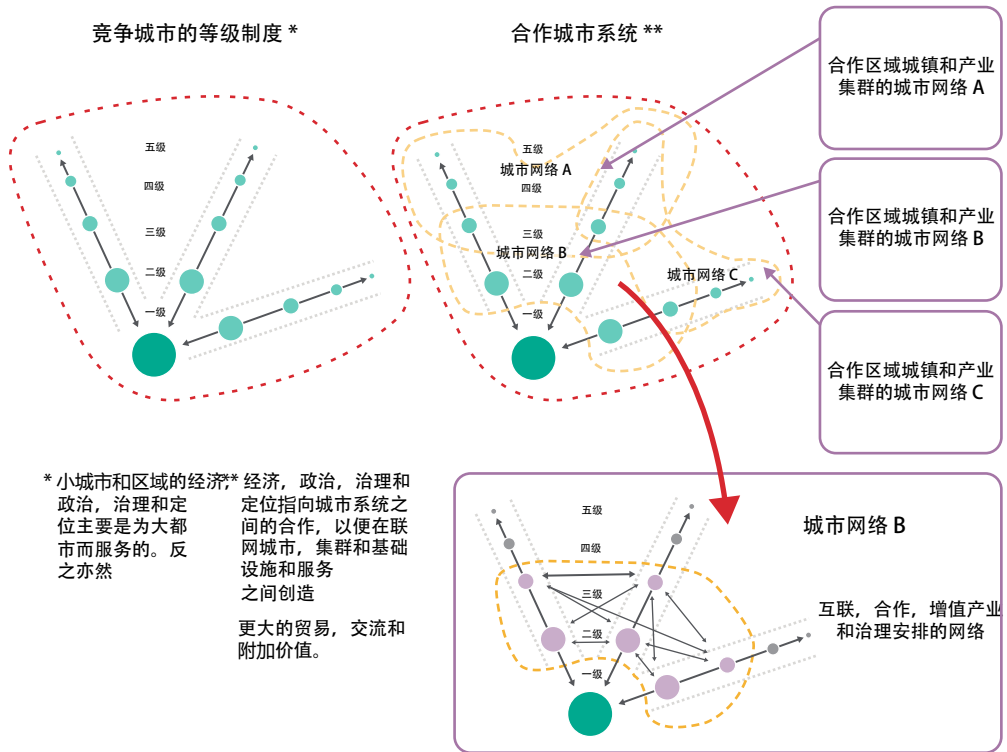 竞争城市的等级制度 *
五级
四级
三级
二级
一级
合作城市系统 **
五级
城市网络 A
四级
三级
城市网络 B
二级
城市网络 C
一级
合作区域城镇和产业
集群的城市网络 A
合作区域城镇和产业
集群的城市网络 B
合作区域城镇和产业
集群的城市网络 C
* 小城市和区域的经济,
政治，治理和定
位主要是为大都
市而服务的。反
之亦然
** 经济，政治，治理和
定位指向城市系统之
间的合作，以便在联
网城市，集群和基础
设施和服务
之间创造
更大的贸易，交流和
附加价值。
五级
四级
三级
二级
一级
城市网络 B
互联，合作，增值产业
和治理安排的网络